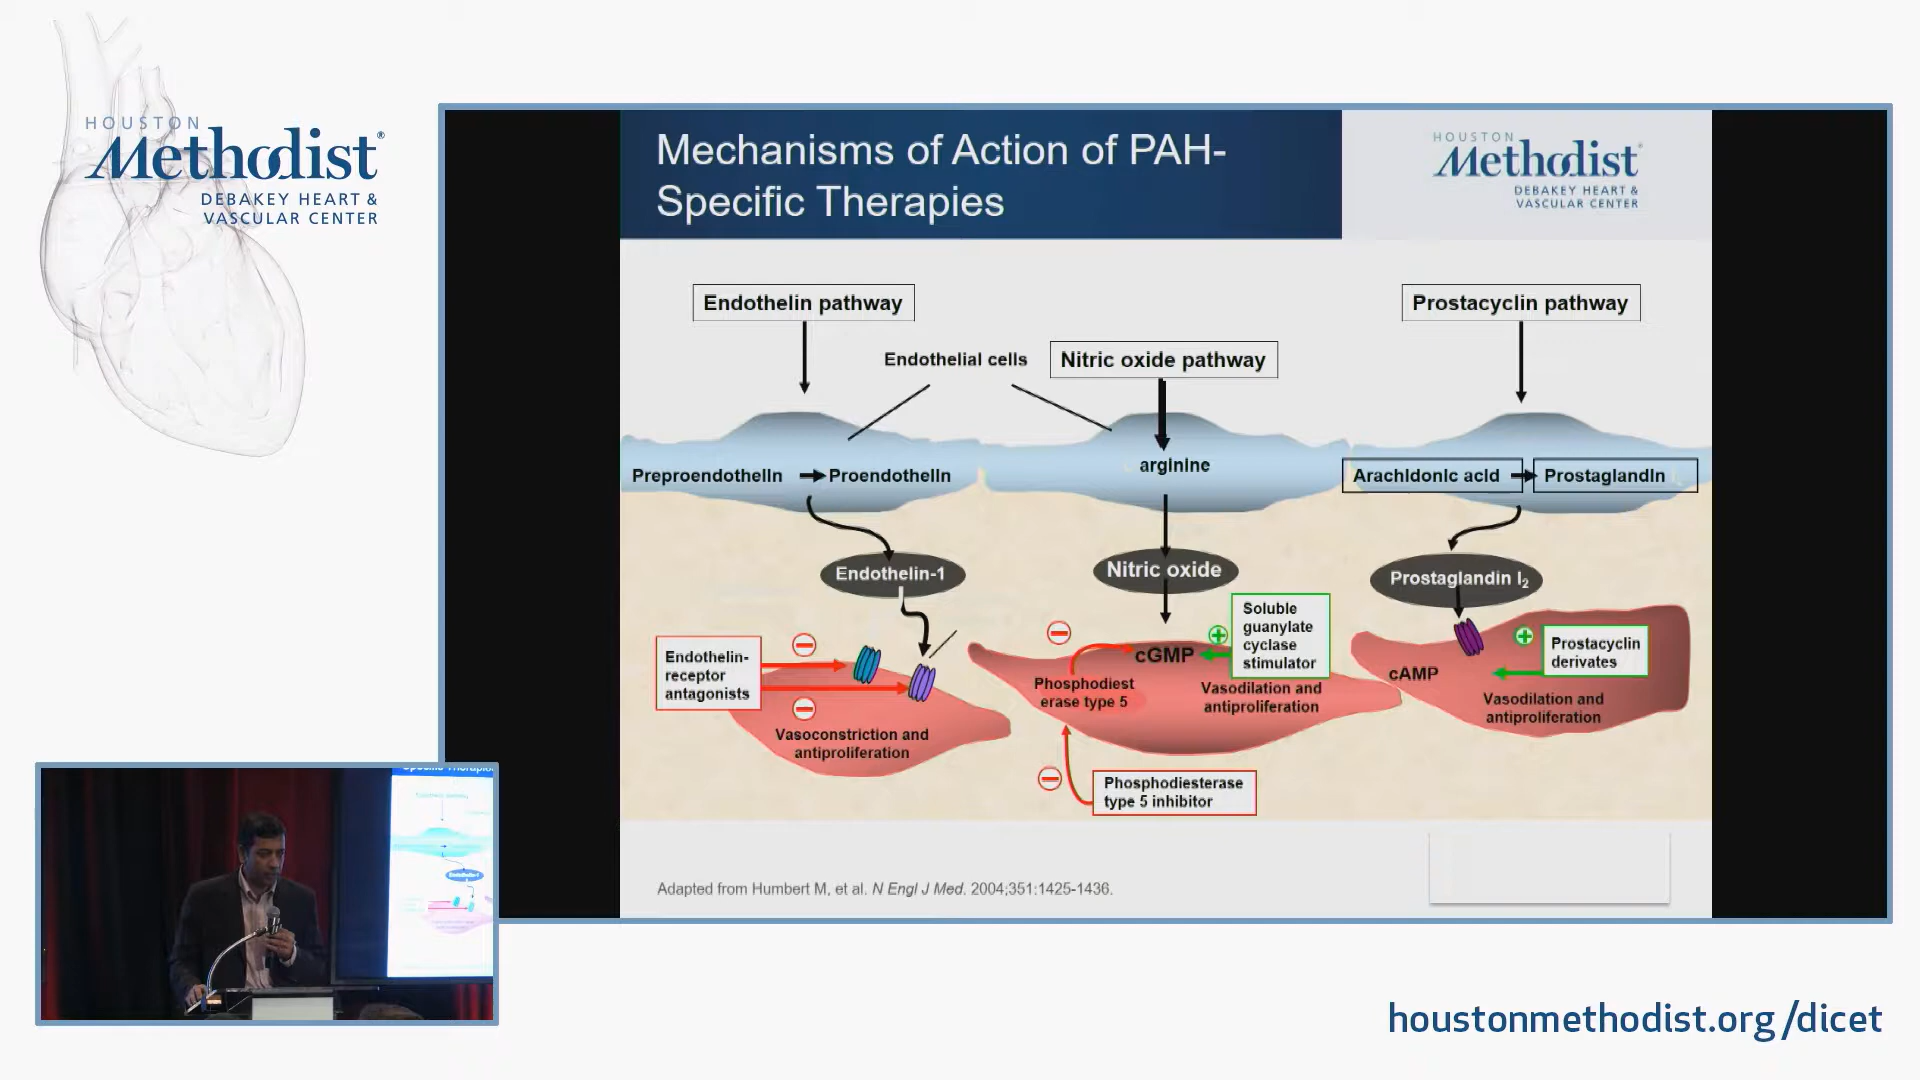 HOUSTON
Methodist®
DEBAKEY HEART &
VASCULAR CENTER
Mechanisms of Action of PAH-
Specific Therapies
HOUSTON
Methodist
DEBAKEY HEART &
VASCULAR CENTER
Endothelin pathway
Prostacyclin pathway
Endothelial cells
Nitric oxide pathway
Preproendothelin
Proendothelin
arginine
Arachidonic acid
Prostaglandin
Endothelin-1
Nitric oxide
Prostaglandin I₂
Endothelin-
receptor
antagonists
Vasoconstriction and
antiproliferation
cGMP
Phosphodiest
erase type 5
Soluble
guanylate
cyclase
stimulator
Vasodilation and
antiproliferation
Phosphodiesterase
type 5 inhibitor
cAMP
Prostacyclin
derivates
Vasodilation and
antiproliferation
Adapted from Humbert M, et al. N Engl J Med. 2004;351:1425-1436.
houstonmethodist.org/dicet